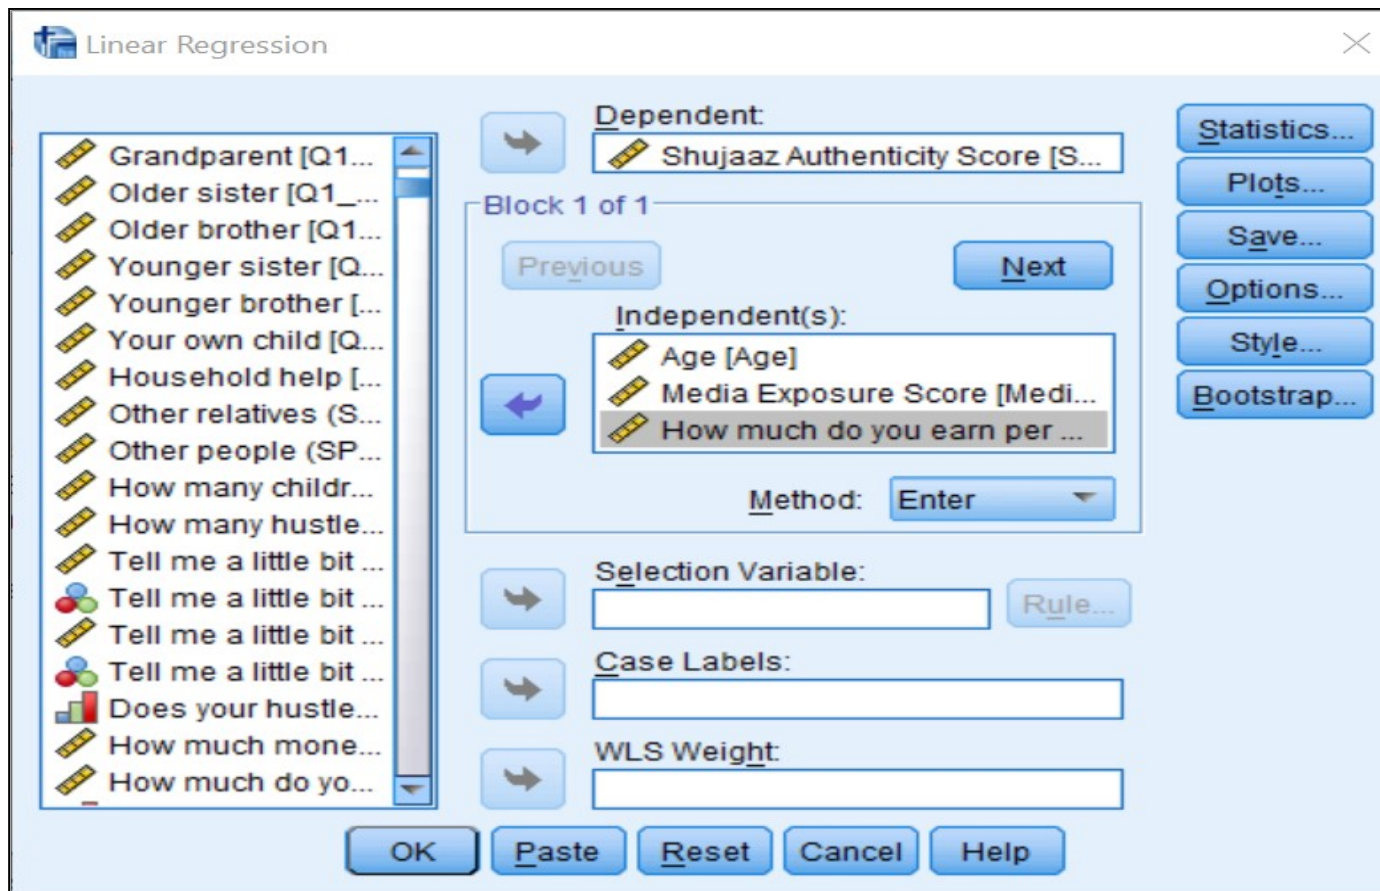 Linear Regression
Grandparent [Q1...
Older sister [Q1_...
Older brother [Q1...
Younger sister [Q...
Younger brother [...
Your own child [Q...
Household help [...
Other relatives (S...
Other people (SP...
How many childr...
How many hustle...
Tell me a little bit ...
Tell me a little bit ...
Tell me a little bit ...
Tell me a little bit ...
Does your hustle...
How much mone...
How much do yo...
Dependent:
Shujaaz Authenticity Score [S...
Block 1 of 1
Previous
Next
Independent(s):
Age [Age]
Media Exposure Score [Medi...
How much do you earn per ...
Method:
Enter
Selection Variable:
Rule...
Case Labels:
WLS Weight:
Statistics...
Plots...
Save...
Options...
Style...
Bootstrap...
OK
Paste
Reset
Cancel
Help